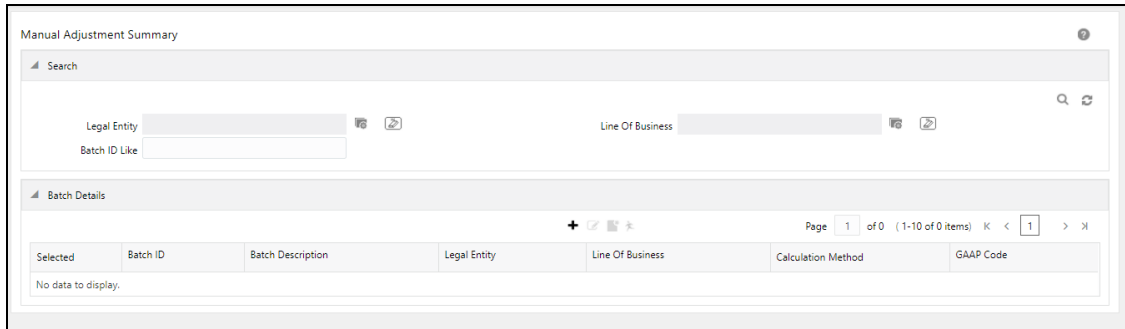 Manual Adjustment Summary ?
Search
Legal Entity Line Of Business
Batch ID Like
Batch Details
Page 1 of 0 (1-10 of 0 items) K < 1 > >|
Selected Batch ID Batch Description Legal Entity Line Of Business Calculation Method GAAP Code
No data to display.